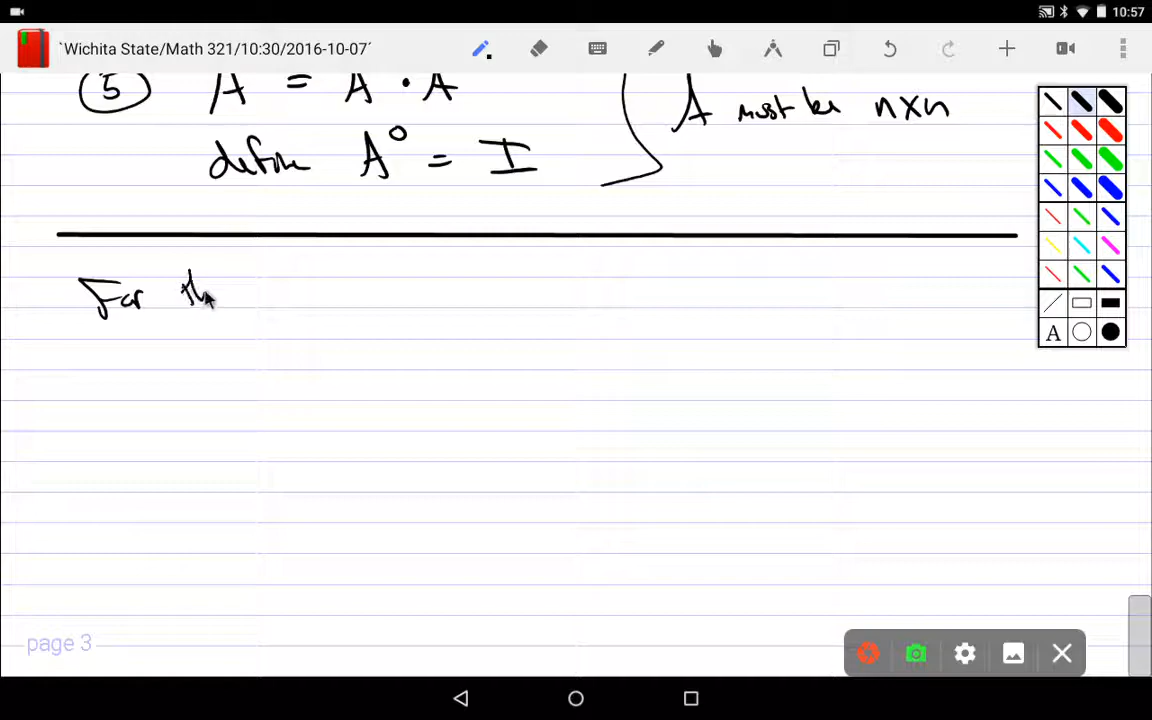 10:57
`Wichita State/Math 321/10:30/2016-10-07´
5 A = A · A
A must be n×n
define A⁰ = I
For th
A
page 3